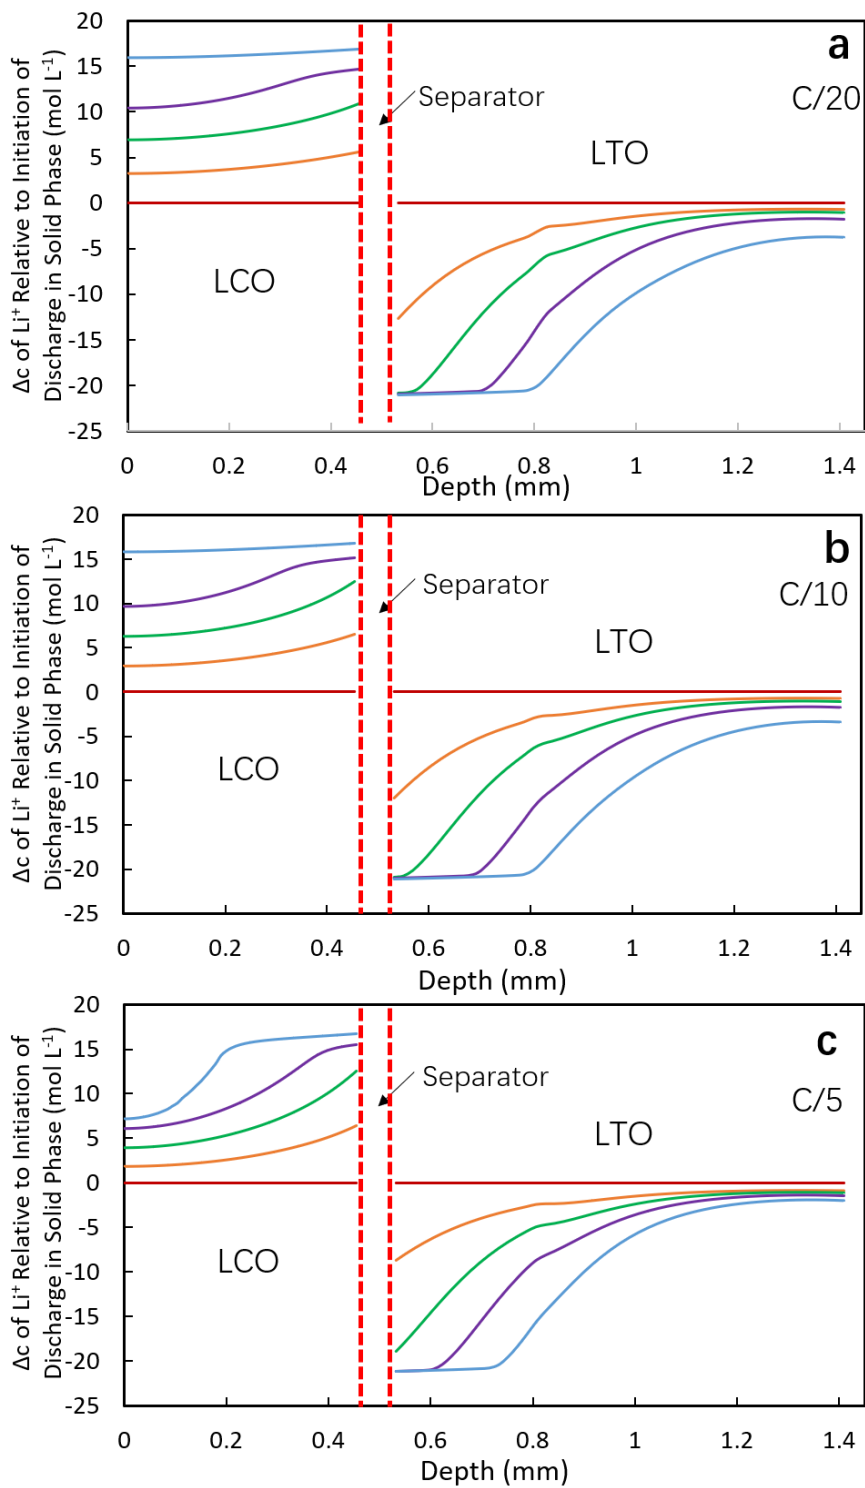 Δc of Li⁺ Relative to Initiation of
Discharge in Solid Phase (mol L⁻¹)
20
15
10
5
0
-5
-10
-15
-20
-25
a
C/20
Separator
LTO
LCO
0 0.2 0.4 0.6 0.8 1 1.2 1.4
Depth (mm)
Δc of Li⁺ Relative to Initiation of
Discharge in Solid Phase (mol L⁻¹)
20
15
10
5
0
-5
-10
-15
-20
-25
b
C/10
Separator
LTO
LCO
0 0.2 0.4 0.6 0.8 1 1.2 1.4
Depth (mm)
Δc of Li⁺ Relative to Initiation of
Discharge in Solid Phase (mol L⁻¹)
20
15
10
5
0
-5
-10
-15
-20
-25
c
C/5
Separator
LTO
LCO
0 0.2 0.4 0.6 0.8 1 1.2 1.4
Depth (mm)